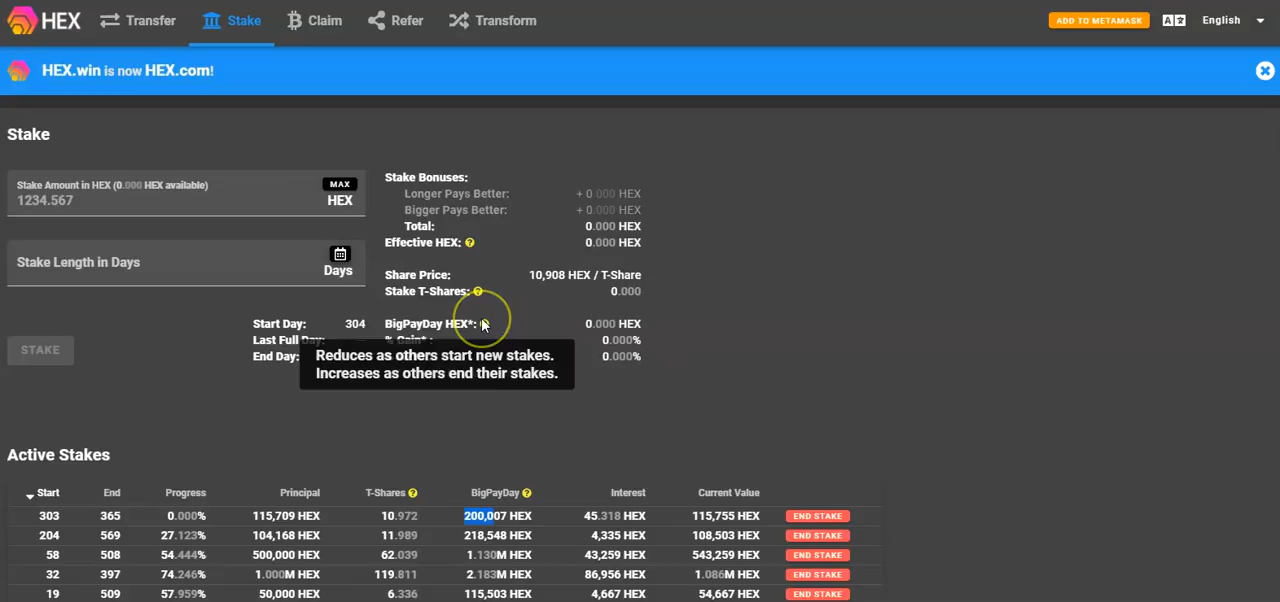 HEX Transfer Stake Claim Refer Transform ADD TO METAMASK English
HEX.win is now HEX.com!
Stake
Stake Amount in HEX (0.000 HEX available) MAX
1234.567 HEX
Stake Length in Days
Days
Stake Bonuses:
Longer Pays Better: + 0.000 HEX
Bigger Pays Better: + 0.000 HEX
Total: 0.000 HEX
Effective HEX: ? 0.000 HEX
Share Price: 10,908 HEX / T-Share
Stake T-Shares: ? 0.000
Start Day: 304 BigPayDay HEX*: 0.000 HEX
Last Full Day: % Gain*: 0.000%
End Day: 0.000%
STAKE
Reduces as others start new stakes.
Increases as others end their stakes.
Active Stakes
Start End Progress Principal T-Shares ? BigPayDay ? Interest Current Value
303 365 0.000% 115,709 HEX 10.972 200,007 HEX 45.318 HEX 115,755 HEX END STAKE
204 569 27.123% 104,168 HEX 11.989 218,548 HEX 4,335 HEX 108,503 HEX END STAKE
58 508 54.444% 500,000 HEX 62.039 1.130M HEX 43,259 HEX 543,259 HEX END STAKE
32 397 74.246% 1.000M HEX 119.811 2.183M HEX 86,956 HEX 1.086M HEX END STAKE
19 509 57.959% 50,000 HEX 6.336 115,503 HEX 4,667 HEX 54,667 HEX END STAKE